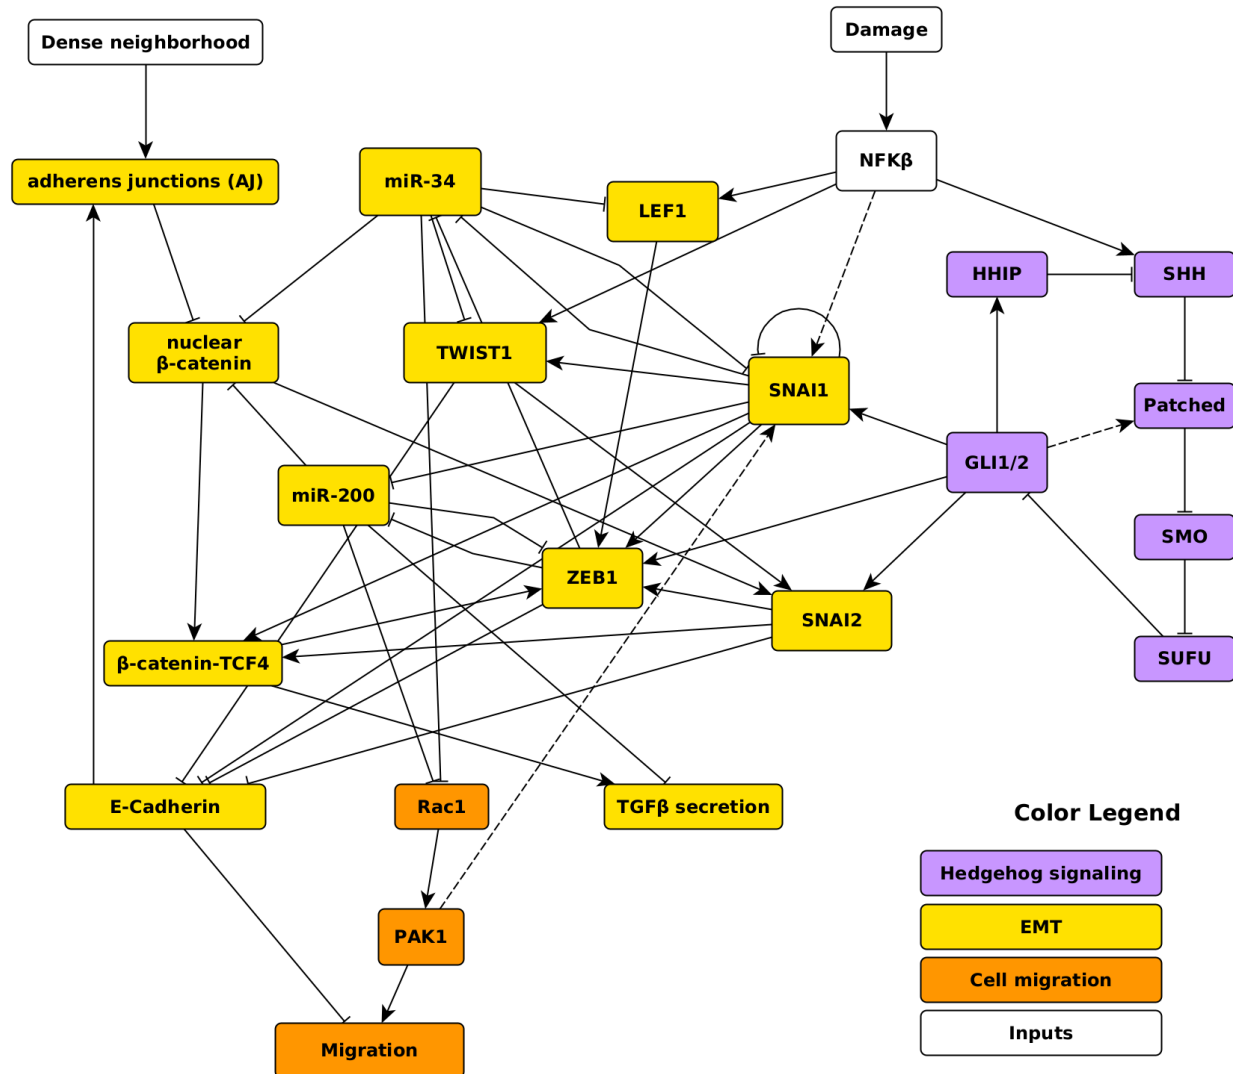 Damage
Dense neighborhood
NFKβ
miR-34
adherens junctions (AJ)
LEF1
HHIP
SHH
nuclear
β-catenin
TWIST1
SNAI1
Patched
GLI1/2
miR-200
SMO
ZEB1
SNAI2
β-catenin-TCF4
SUFU
E-Cadherin
Rac1
TGFβ secretion
Color Legend
Hedgehog signaling
EMT
PAK1
Cell migration
Inputs
Migration